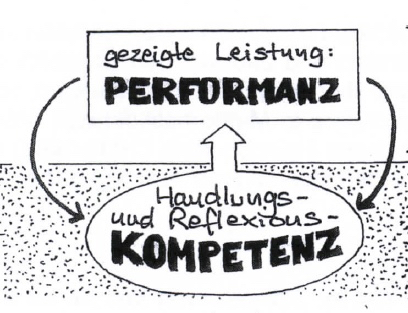 gezeigte Leistung:
PERFORMANZ
Handlungs-
und Reflexions-
KOMPETENZ